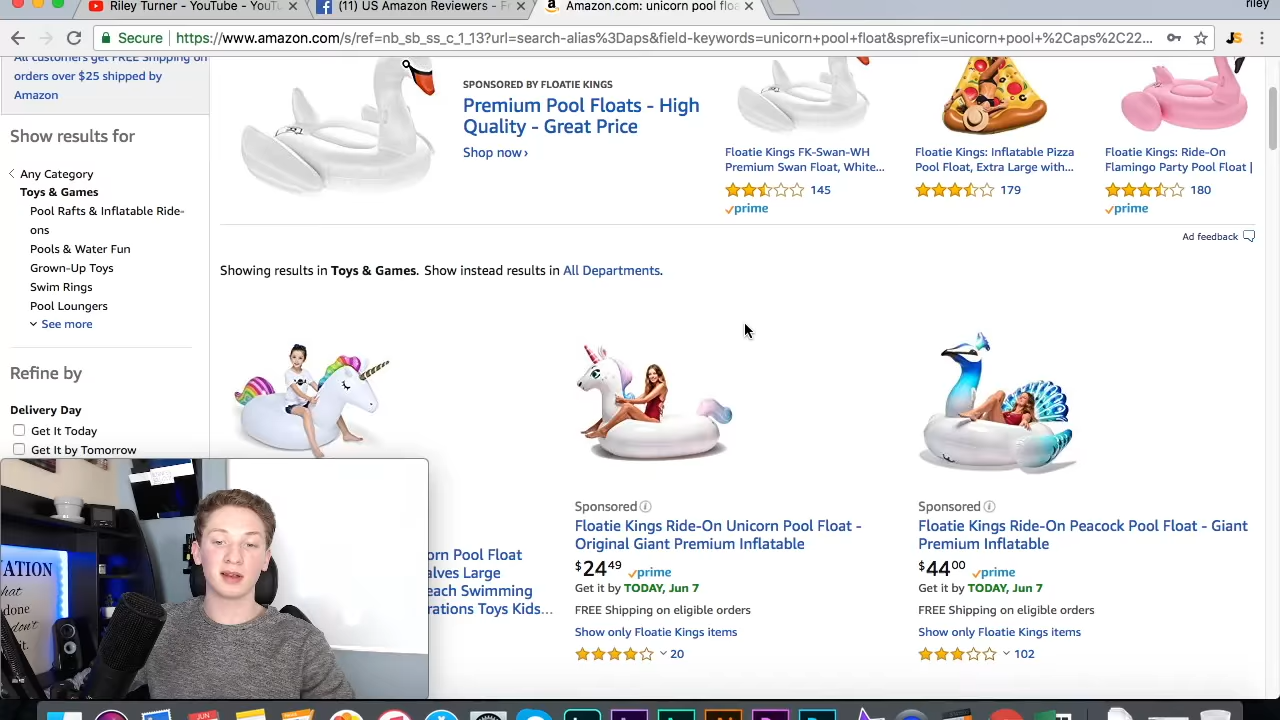 Riley Turner - YouTube - YouTu
(11) US Amazon Reviewers - F
Amazon.com: unicorn pool floa
riley
Secure
https://www.amazon.com/s/ref=nb_sb_ss_c_1_13?url=search-alias%3Daps&field-keywords=unicorn+pool+float&sprefix=unicorn+pool+%2Caps%2C22...
All customers get FREE Shipping on
orders over $25 shipped by
Amazon
Show results for
Any Category
Toys & Games
Pool Rafts & Inflatable Ride-
ons
Pools & Water Fun
Grown-Up Toys
Swim Rings
Pool Loungers
See more
Refine by
Delivery Day
Get It Today
Get It by Tomorrow
SPONSORED BY FLOATIE KINGS
Premium Pool Floats - High
Quality - Great Price
Shop now ›
Floatie Kings FK-Swan-WH
Premium Swan Float, White...
145
prime
Floatie Kings: Inflatable Pizza
Pool Float, Extra Large with...
179
Floatie Kings: Ride-On
Flamingo Party Pool Float |
180
prime
Ad feedback
Showing results in Toys & Games. Show instead results in All Departments.
orn Pool Float
alves Large
each Swimming
rations Toys Kids...
Sponsored
Floatie Kings Ride-On Unicorn Pool Float -
Original Giant Premium Inflatable
$24.49 prime
Get it by TODAY, Jun 7
FREE Shipping on eligible orders
Show only Floatie Kings items
20
Sponsored
Floatie Kings Ride-On Peacock Pool Float - Giant
Premium Inflatable
$44.00 prime
Get it by TODAY, Jun 7
FREE Shipping on eligible orders
Show only Floatie Kings items
102
VATION
what
done
don't
it.